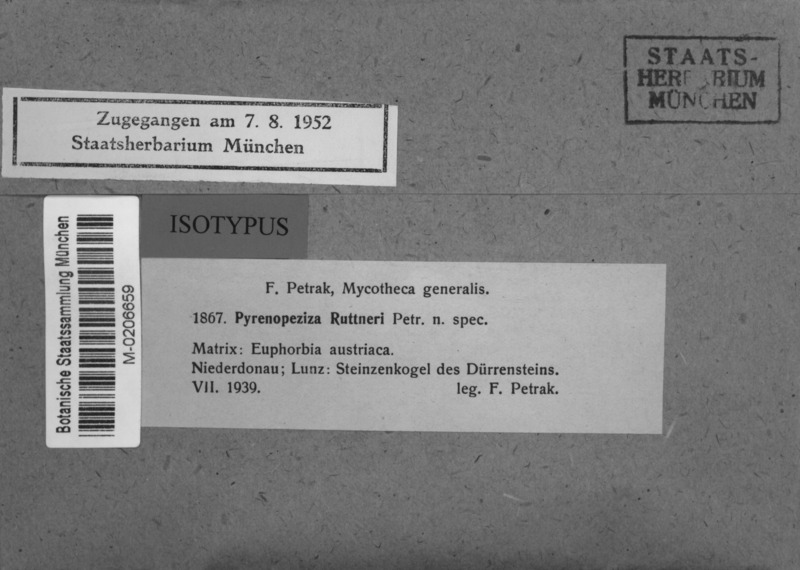 STAATS-
HERBARIUM
MÜNCHEN
Zugegangen am 7. 8. 1952
Staatsherbarium München
Botanische Staatssammlung München
M-0206659
ISOTYPUS
F. Petrak, Mycotheca generalis.
1867. Pyrenopeziza Ruttneri Petr. n. spec.
Matrix: Euphorbia austriaca.
Niederdonau; Lunz: Steinzenkogel des Dürrensteins.
VII. 1939. leg. F. Petrak.